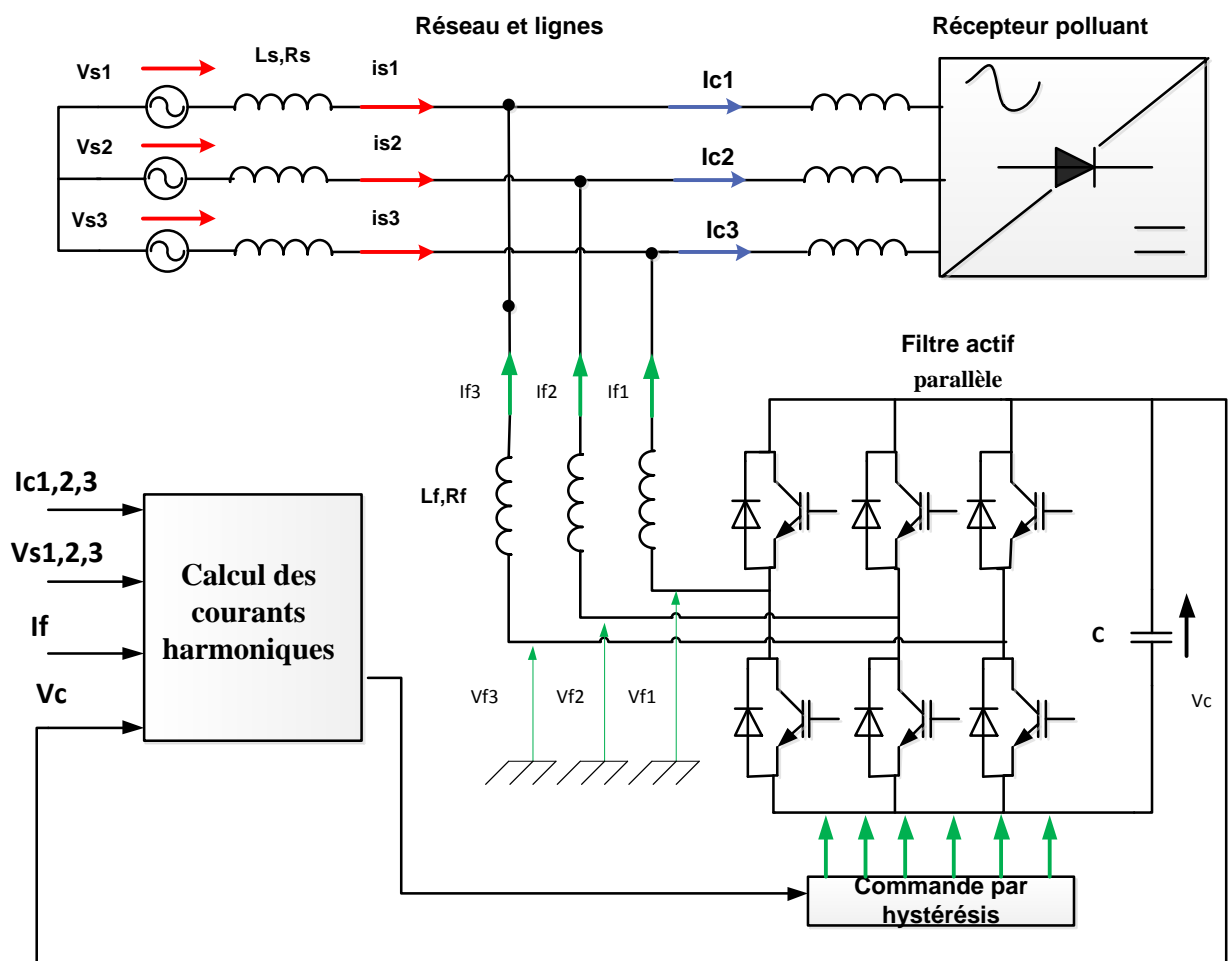 Réseau et lignes
Récepteur polluant
Vs1
Ls,Rs
is1
Ic1
Vs2
is2
Ic2
Vs3
is3
Ic3
Filtre actif
parallèle
If3
If2
If1
Lf,Rf
Ic1,2,3
Vs1,2,3
If
Vc
Calcul des
courants
harmoniques
C
Vc
Vf3
Vf2
Vf1
Commande par
hystérésis